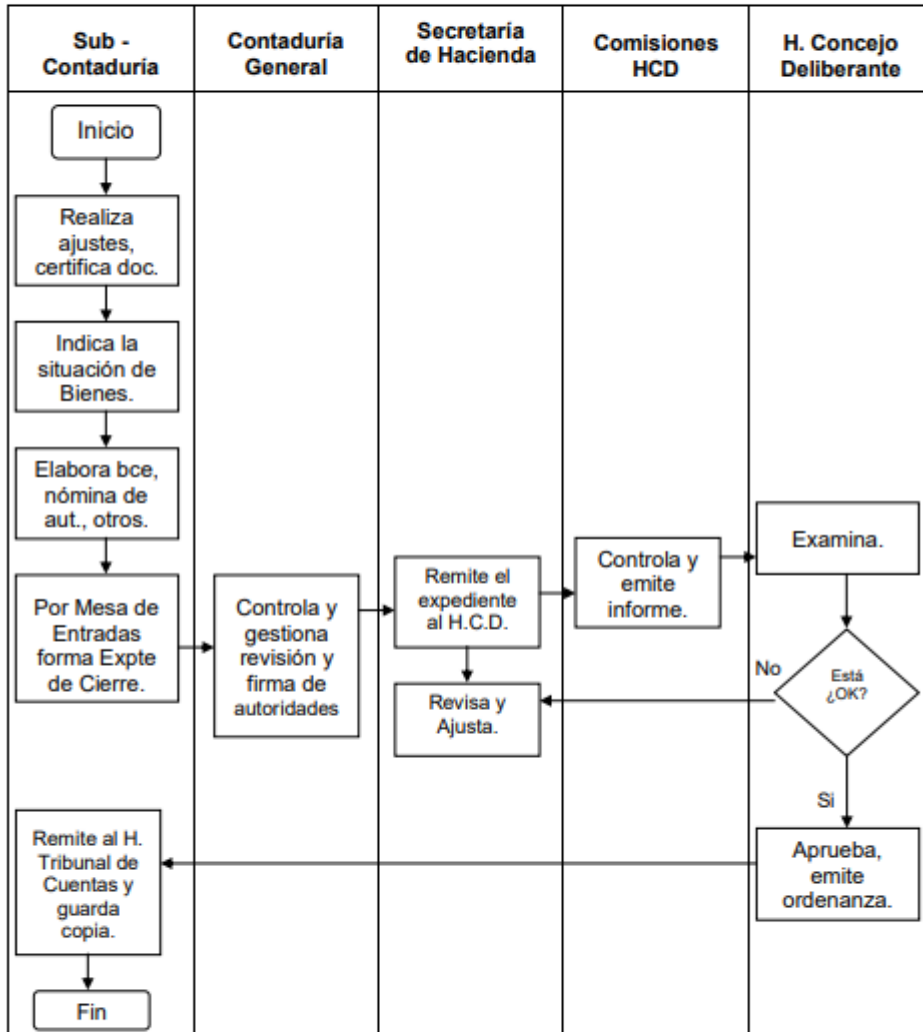 Sub -
Contaduría
Contaduría
General
Secretaría
de Hacienda
Comisiones
HCD
H. Concejo
Deliberante
Inicio
Realiza
ajustes,
certifica doc.
Indica la
situación de
Bienes.
Elabora bce,
nómina de
aut., otros.
Por Mesa de
Entradas
forma Expte
de Cierre.
Controla y
gestiona
revisión y
firma de
autoridades
Remite el
expediente
al H.C.D.
Revisa y
Ajusta.
Controla y
emite
informe.
Examina.
Está
¿OK?
No
Si
Aprueba,
emite
ordenanza.
Remite al H.
Tribunal de
Cuentas y
guarda
copia.
Fin